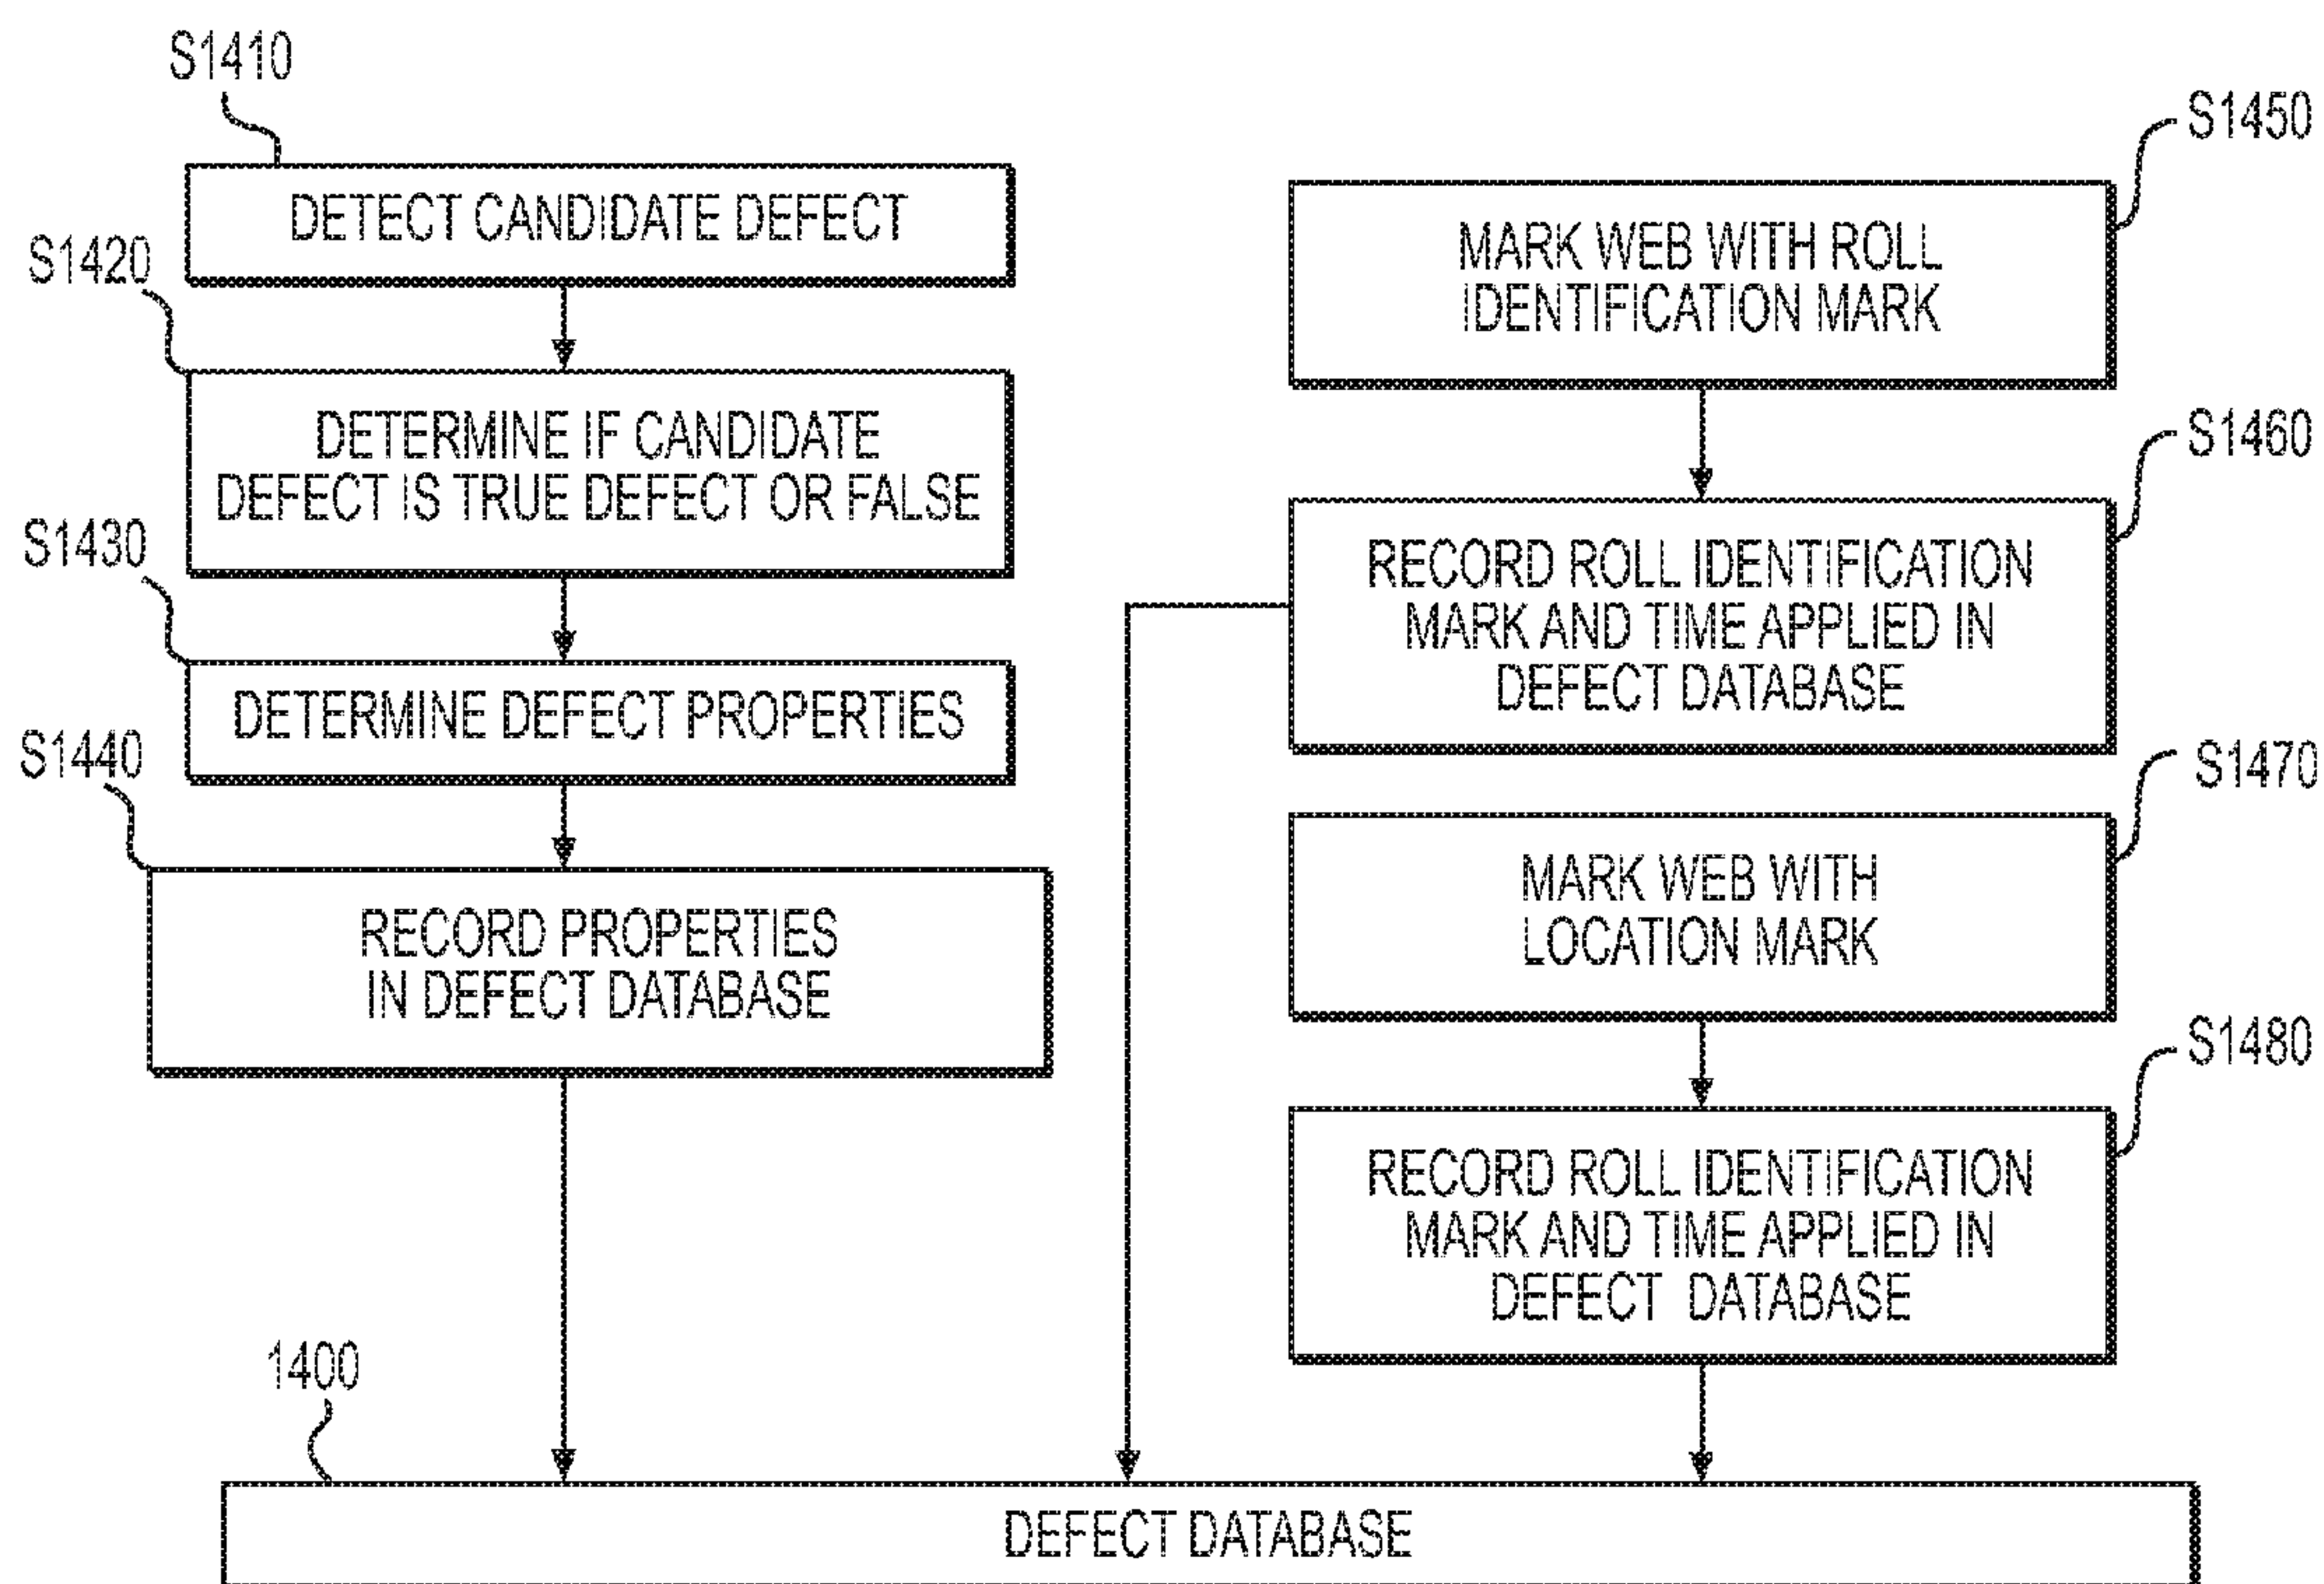 S1410
DETECT CANDIDATE DEFECT
S1420
DETERMINE IF CANDIDATE
DEFECT IS TRUE DEFECT OR FALSE
S1430
DETERMINE DEFECT PROPERTIES
S1440
RECORD PROPERTIES
IN DEFECT DATABASE
S1450
MARK WEB WITH ROLL
IDENTIFICATION MARK
S1460
RECORD ROLL IDENTIFICATION
MARK AND TIME APPLIED IN
DEFECT DATABASE
S1470
MARK WEB WITH
LOCATION MARK
S1480
RECORD ROLL IDENTIFICATION
MARK AND TIME APPLIED IN
DEFECT DATABASE
1400
DEFECT DATABASE